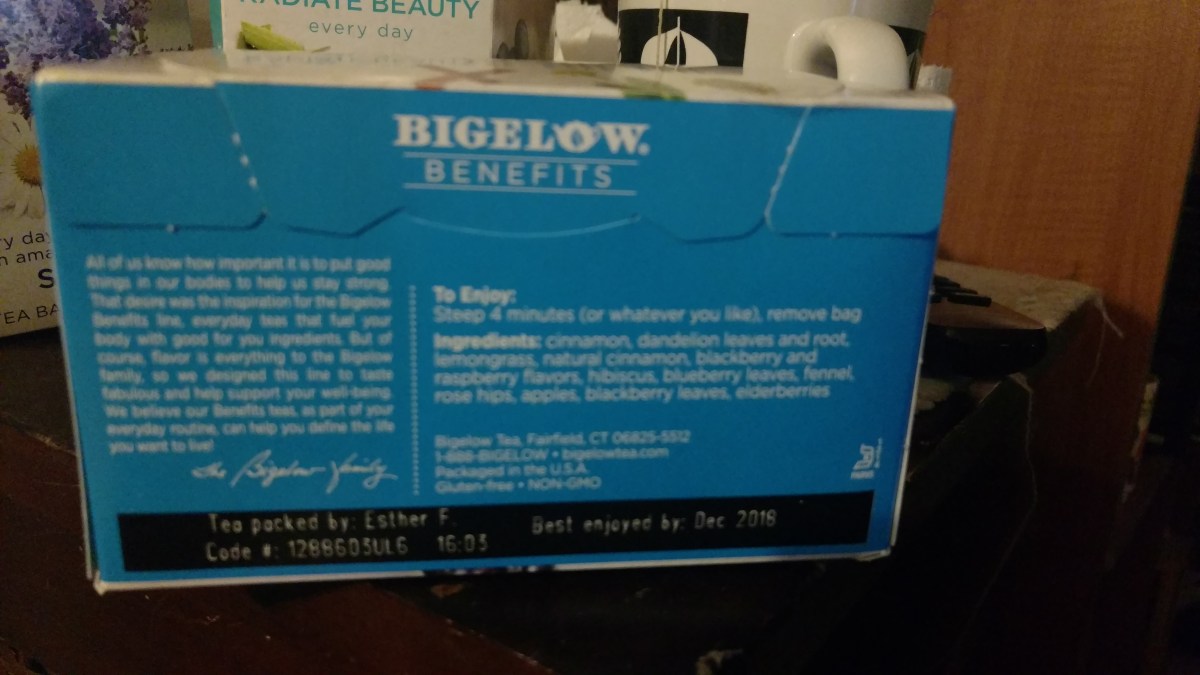 RADIATE BEAUTY
every day
BIGELOW.
BENEFITS
y day
n ama
S
TEA BA
All of us know how important it is to put good
things in our bodies to help us stay strong.
That desire was the inspiration for the Bigelow
Benefits line, everyday teas that fuel your
body with good for you ingredients. But of
course, flavor is everything to the Bigelow
family, so we designed this line to taste
fabulous and help support your well-being.
We believe our Benefits teas, as part of your
everyday routine, can help you define the life
you want to live!
The Bigelow family
To Enjoy:
Steep 4 minutes (or whatever you like), remove bag
Ingredients: cinnamon, dandelion leaves and root,
lemongrass, natural cinnamon, blackberry and
raspberry flavors, hibiscus, blueberry leaves, fennel,
rose hips, apples, blackberry leaves, elderberries
Bigelow Tea, Fairfield, CT 06825-5512
1-888-BIGELOW • bigelowtea.com
Packaged in the U.S.A.
Gluten-free • NON-GMO
Tea packed by: Esther F.
Code #: 1288603UL6 16:03
Best enjoyed by: Dec 2018